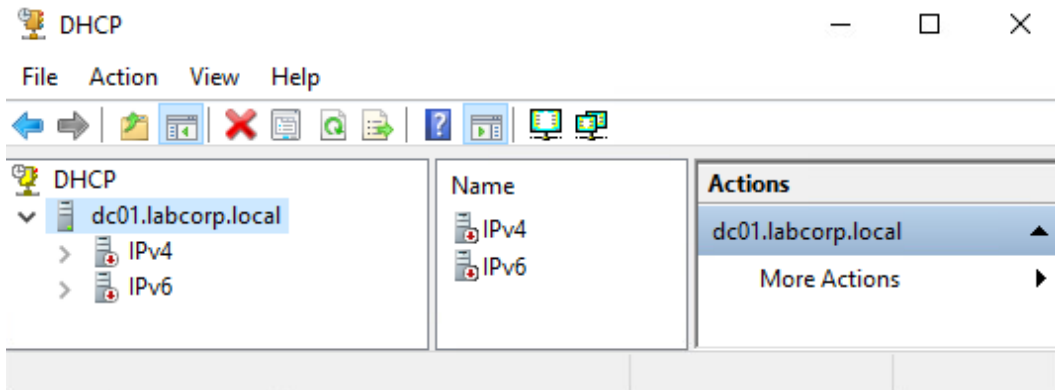 DHCP
File Action View Help
DHCP
dc01.labcorp.local
IPv4
IPv6
Name
IPv4
IPv6
Actions
dc01.labcorp.local
More Actions